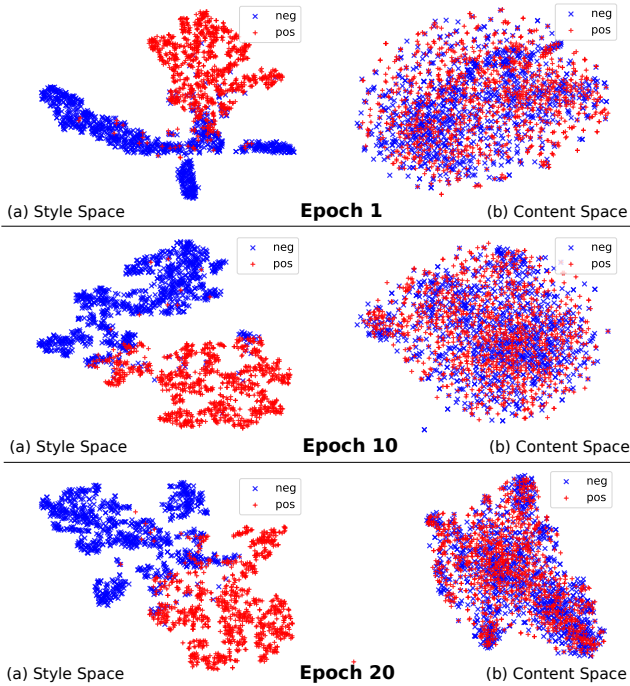 neg
pos
neg
pos
(a) Style Space
Epoch 1
(b) Content Space
neg
pos
neg
pos
(a) Style Space
Epoch 10
(b) Content Space
neg
pos
neg
pos
(a) Style Space
Epoch 20
(b) Content Space